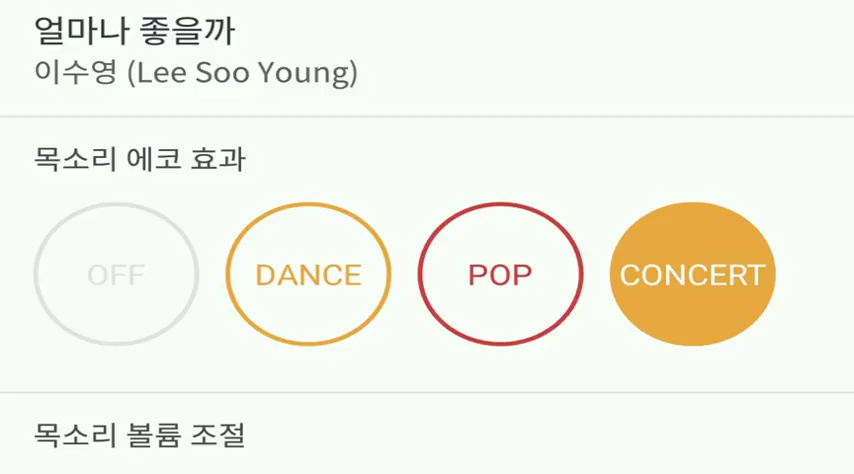 얼마나 좋을까
이수영 (Lee Soo Young)
목소리 에코 효과
OFF DANCE POP CONCERT
목소리 볼륨 조절